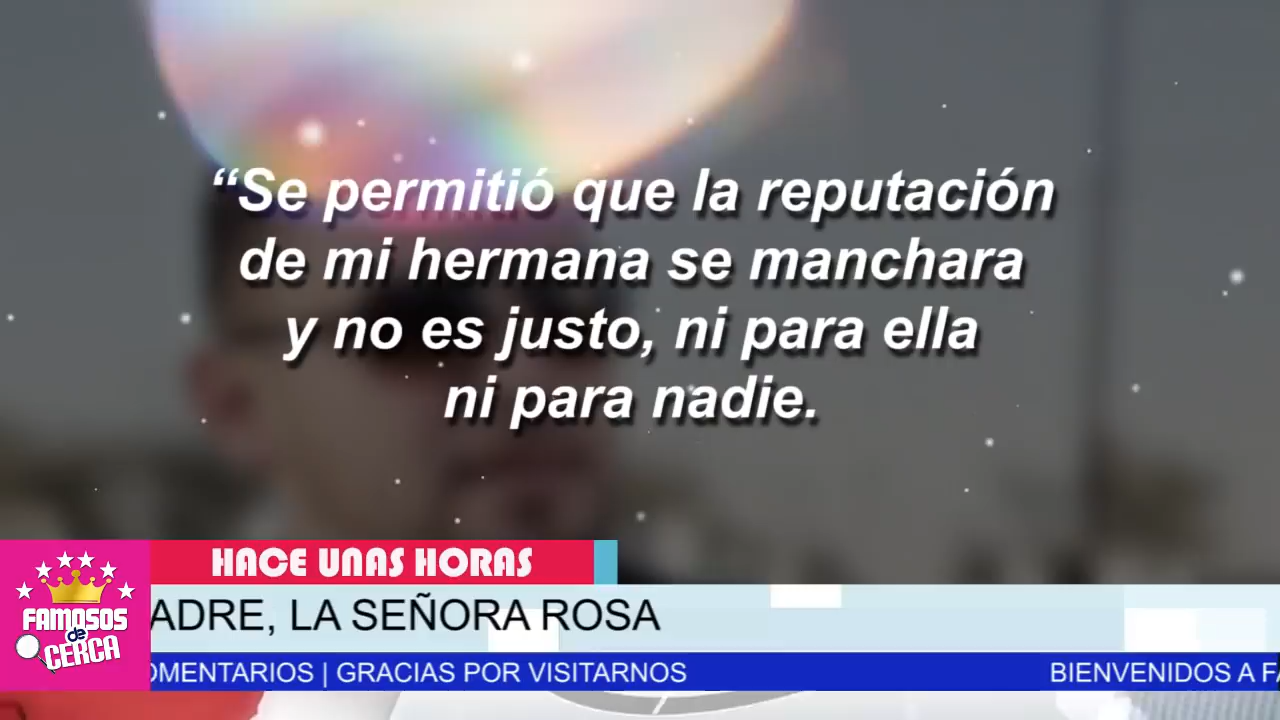 “Se permitió que la reputación
de mi hermana se manchara
y no es justo, ni para ella
ni para nadie.
HACE UNAS HORAS
FAMOSOS
de
CERCA
ADRE, LA SEÑORA ROSA
OMENTARIOS | GRACIAS POR VISITARNOS
BIENVENIDOS A FA